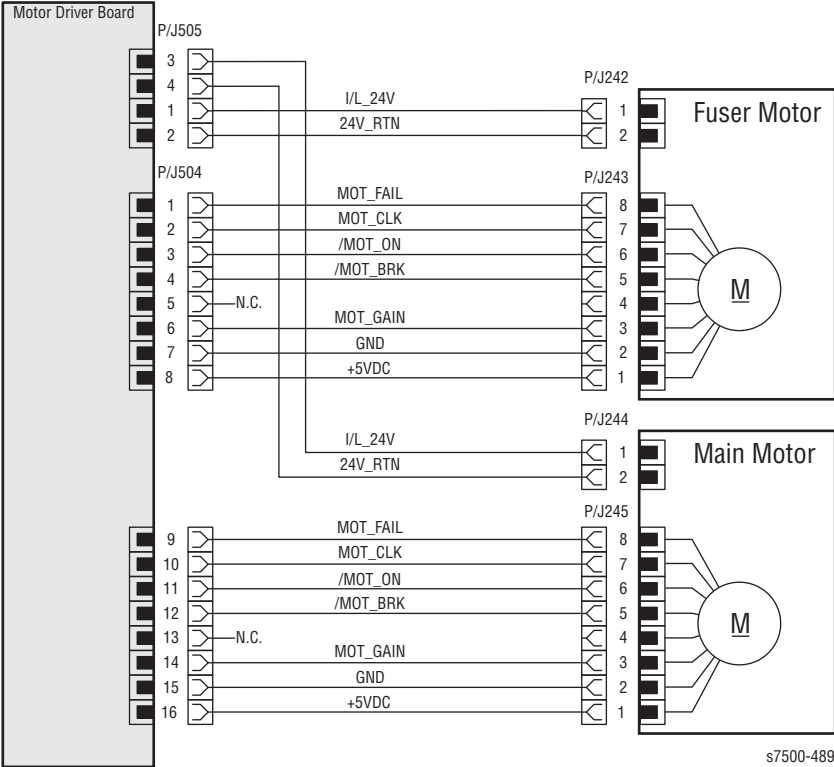 Motor Driver Board
P/J505
3
4
1
2
I/L_24V
24V_RTN
P/J242
1
2
Fuser Motor
P/J504
1
2
3
4
5
6
7
8
MOT_FAIL
MOT_CLK
/MOT_ON
/MOT_BRK
N.C.
MOT_GAIN
GND
+5VDC
P/J243
8
7
6
5
4
3
2
1
M
I/L_24V
24V_RTN
P/J244
1
2
Main Motor
9
10
11
12
13
14
15
16
MOT_FAIL
MOT_CLK
/MOT_ON
/MOT_BRK
N.C.
MOT_GAIN
GND
+5VDC
P/J245
8
7
6
5
4
3
2
1
M
s7500-489